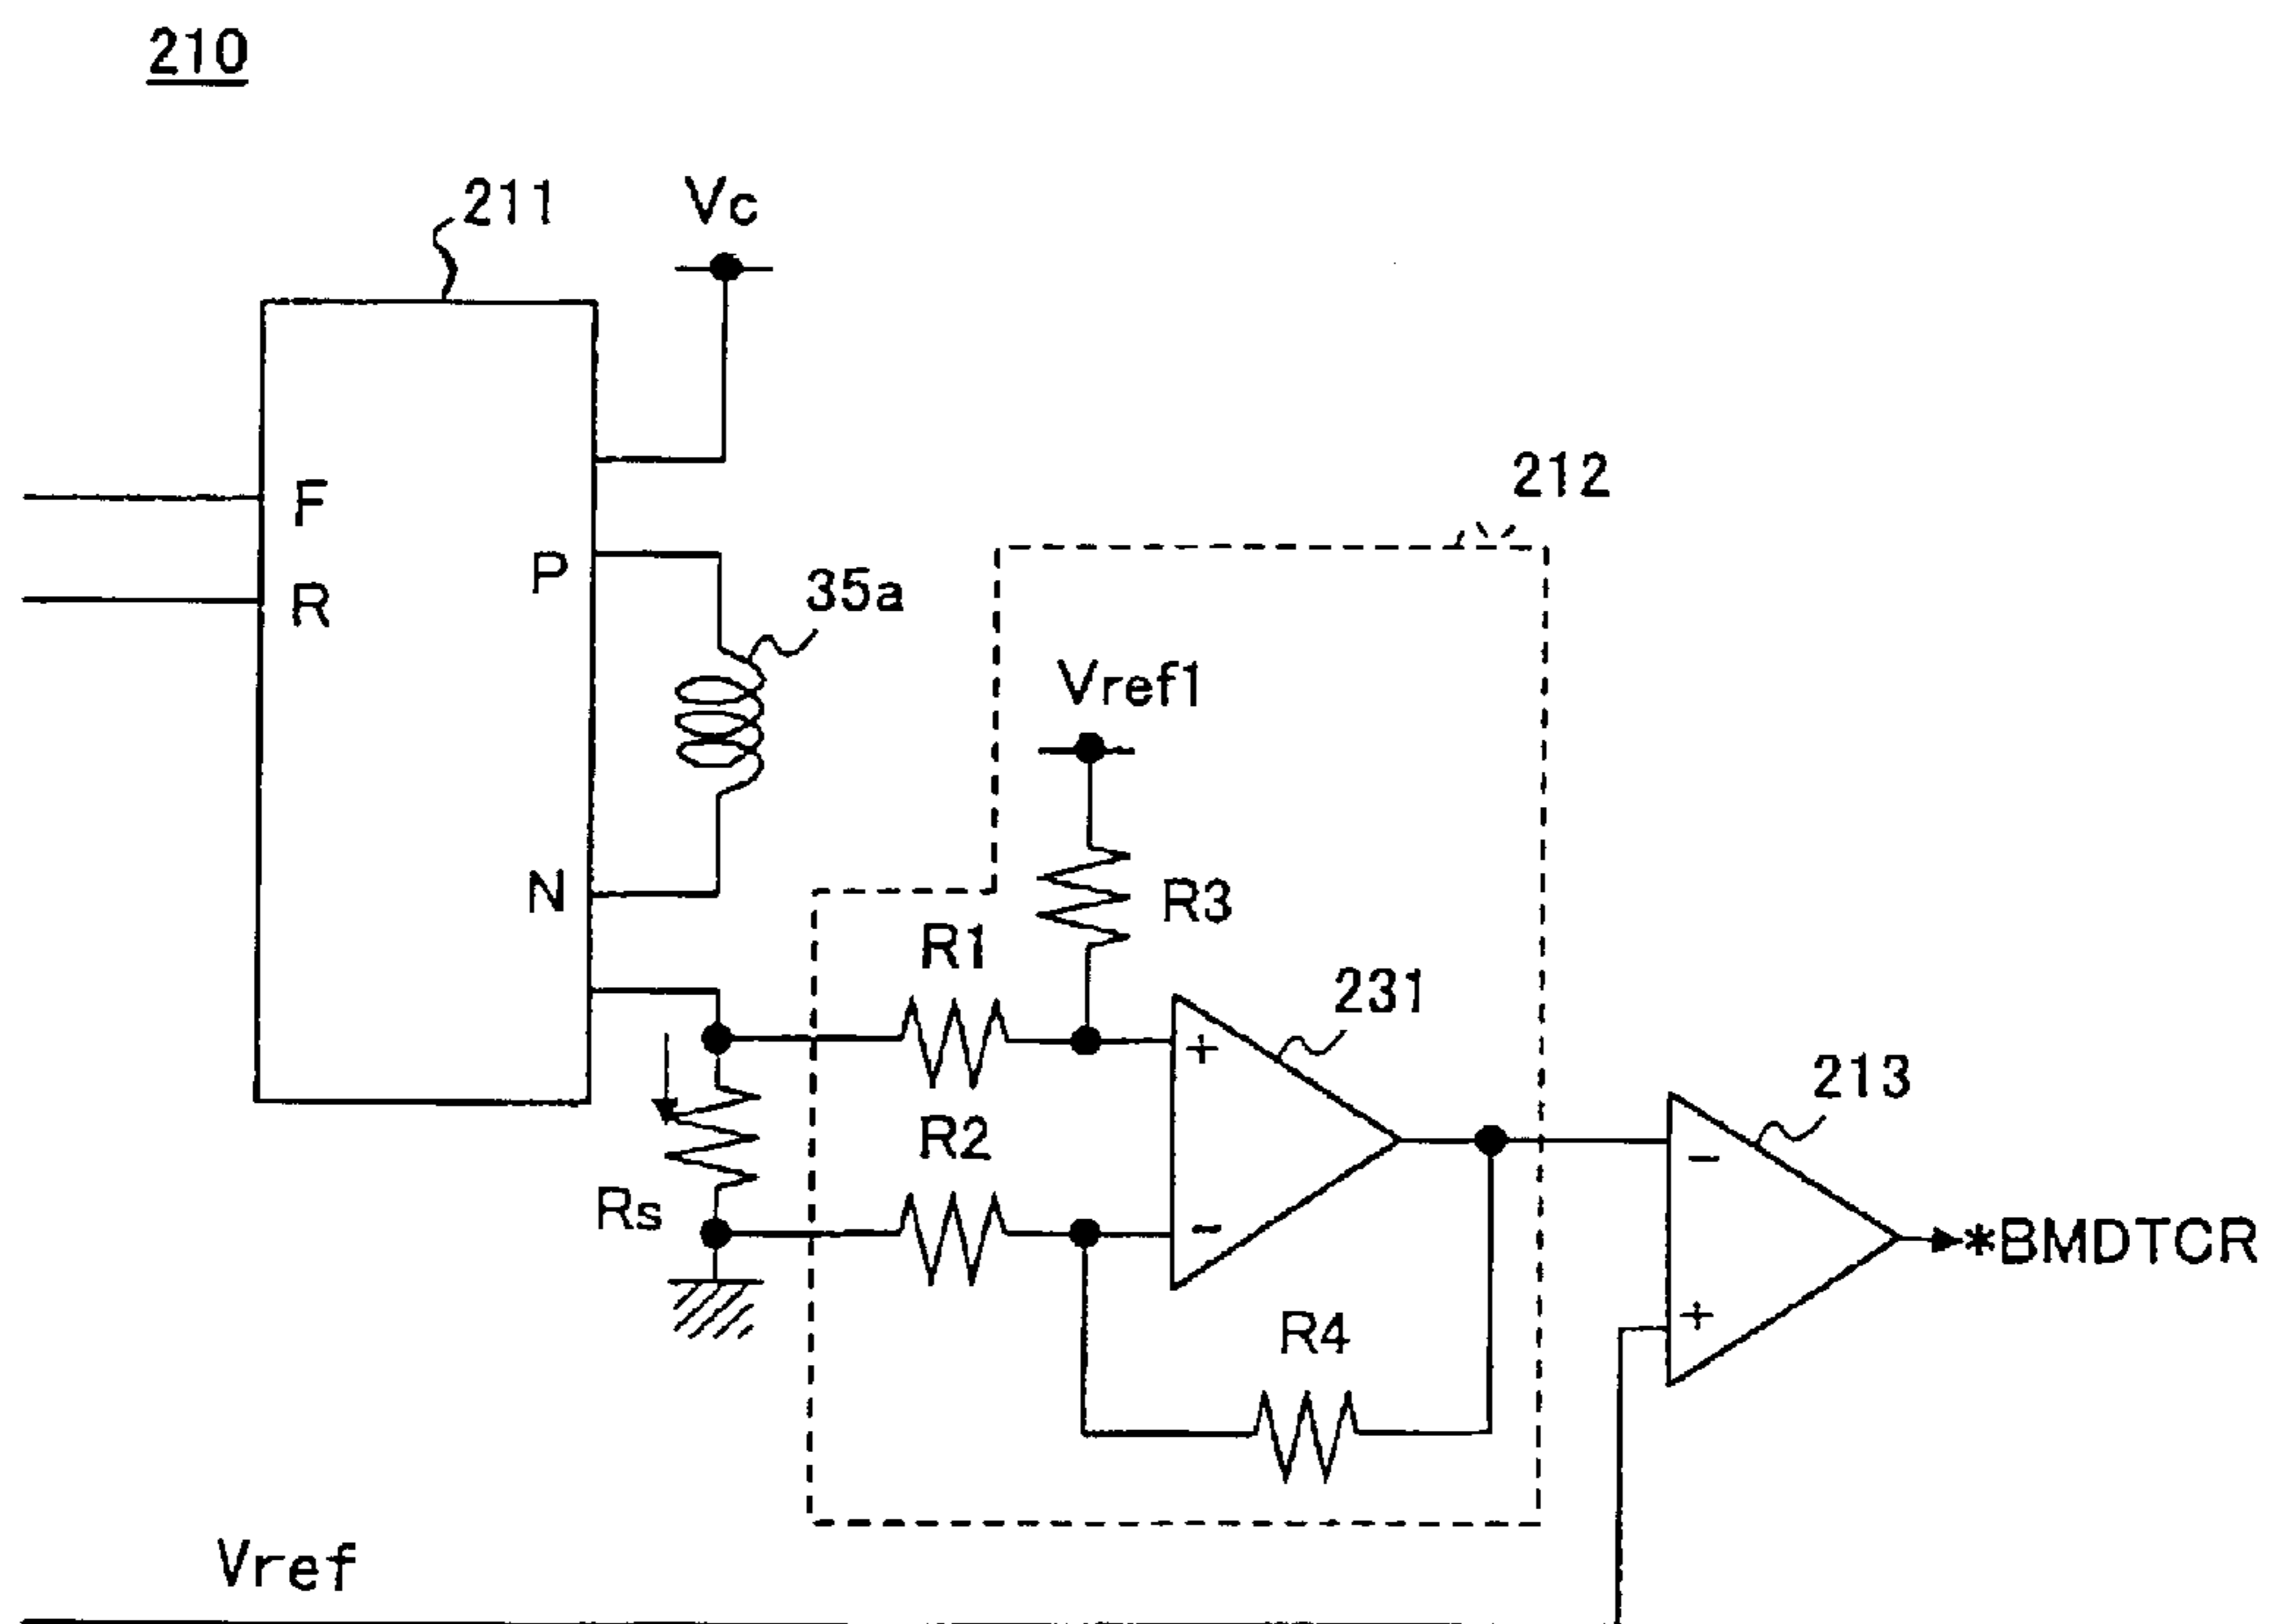 210
211
Vc
212
F
P
35a
R
Vref1
N
R3
R1
231
+
213
R2
-
-
Rs
*BMDTCR
+
R4
Vref